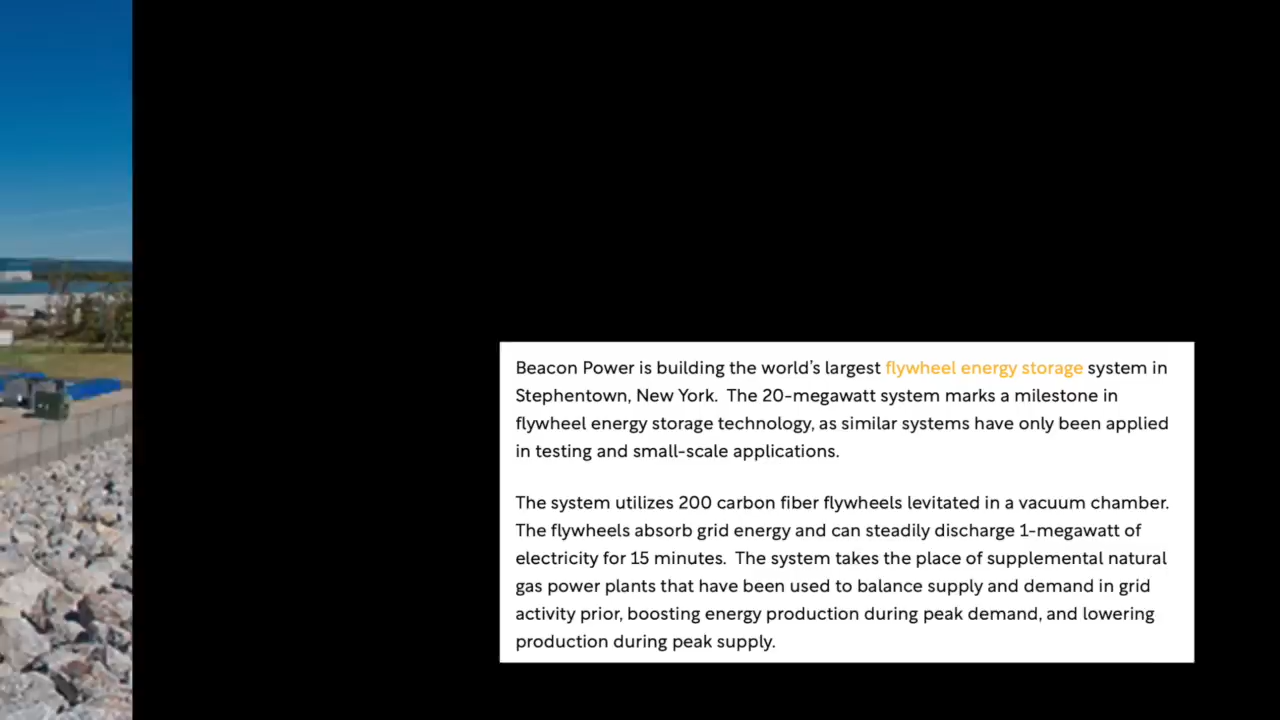 Beacon Power is building the world's largest flywheel energy storage system in
Stephentown, New York.  The 20-megawatt system marks a milestone in
flywheel energy storage technology, as similar systems have only been applied
in testing and small-scale applications.
The system utilizes 200 carbon fiber flywheels levitated in a vacuum chamber.
The flywheels absorb grid energy and can steadily discharge 1-megawatt of
electricity for 15 minutes.  The system takes the place of supplemental natural
gas power plants that have been used to balance supply and demand in grid
activity prior, boosting energy production during peak demand, and lowering
production during peak supply.